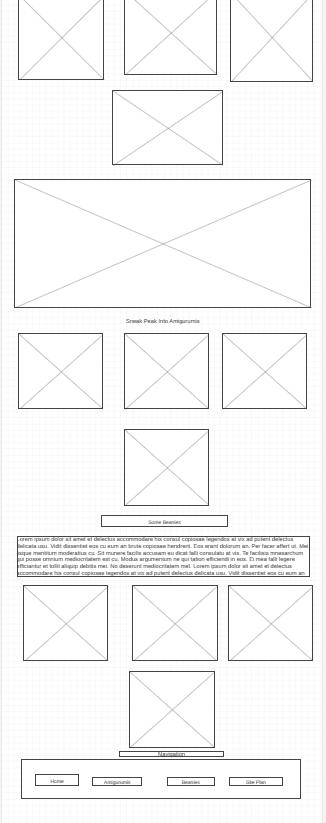 Sneak Peak Into Amigurumis
Some Beanies
Lorem ipsum dolor sit amet et delectus accommodare his consul copiosae legendos at vix ad putent delectus
delicata usu. Vidit dissentiet eos cu eum an brute copiosae hendrerit. Eos erant dolorum an. Per facer affert ut. Mei
iisque mentitum moderatius cu. Sit munere facilis accusam eu dicat falli consulatu at vis. Te facilisis mnesarchum
qui posse omnium mediocritatem est cu. Modus argumentum ne qui tation efficiendi in eos. Ei mea falli legere
efficiantur et tollit aliquip debitis mei. No deserunt mediocritatem mel. Lorem ipsum dolor sit amet et delectus
accommodare his consul copiosae legendos at vix ad putent delectus delicata usu. Vidit dissentiet eos cu eum an
Navigation
Home
Amigurumis
Beanies
Site Plan